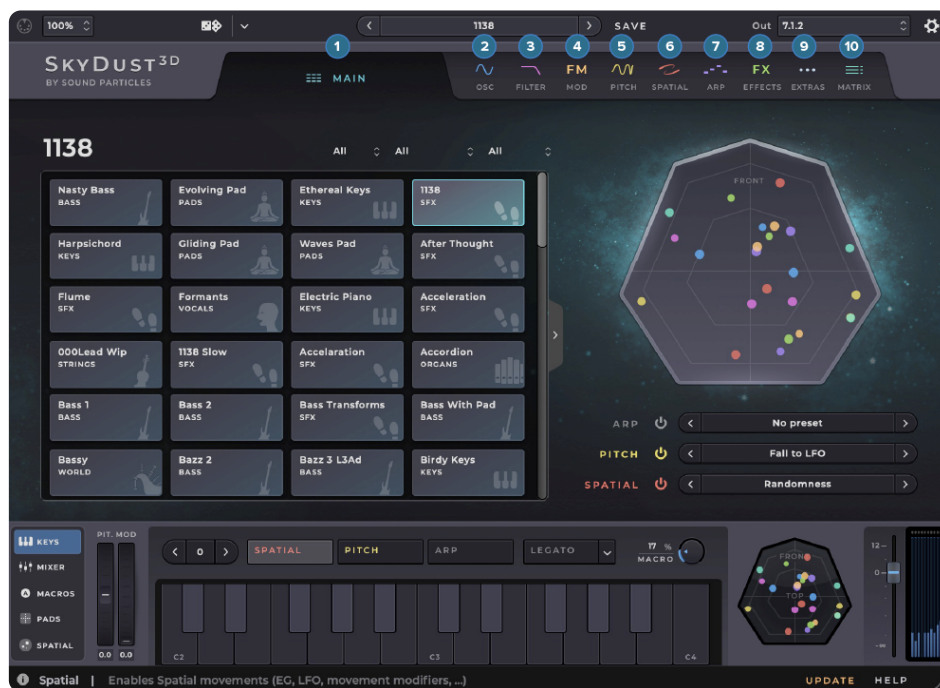 100%
1138
SAVE
Out 7.1.2
1 2 3 4 5 6 7 8 9 10
SKYDUST 3D
BY SOUND PARTICLES
MAIN
FM FX
OSC FILTER MOD PITCH SPATIAL ARP EFFECTS EXTRAS MATRIX
1138
All All All
Nasty Bass Evolving Pad Ethereal Keys 1138
BASS PADS KEYS SFX
Harpsichord Gliding Pad Waves Pad After Thought
KEYS PADS PADS SFX
Flume Formants Electric Piano Acceleration
SFX VOCALS KEYS SFX
000Lead Wip 1138 Slow Accelaration Accordion
STRINGS SFX SFX ORGANS
Bass 1 Bass 2 Bass Transforms Bass With Pad
BASS BASS SFX BASS
Bassy Bazz 2 Bazz 3 L3Ad Birdy Keys
WORLD BASS BASS KEYS
FRONT
ARP No preset
PITCH Fall to LFO
SPATIAL Randomness
KEYS
MIXER
MACROS
PADS
SPATIAL
PIT. MOD
0.0 0.0
0 SPATIAL PITCH ARP LEGATO
17 %
MACRO
C2 C3 C4
FRONT
TOP
12
0
-∞
Spatial | Enables Spatial movements (EG, LFO, movement modifiers, ...)
UPDATE HELP